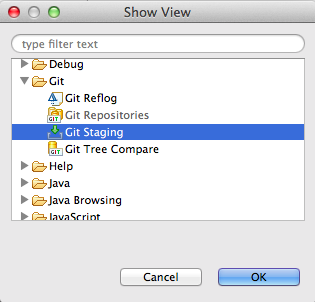 Show View
type filter text
Debug
Git
Git Reflog
Git Repositories
Git Staging
Git Tree Compare
Help
Java
Java Browsing
JavaScript
Cancel
OK